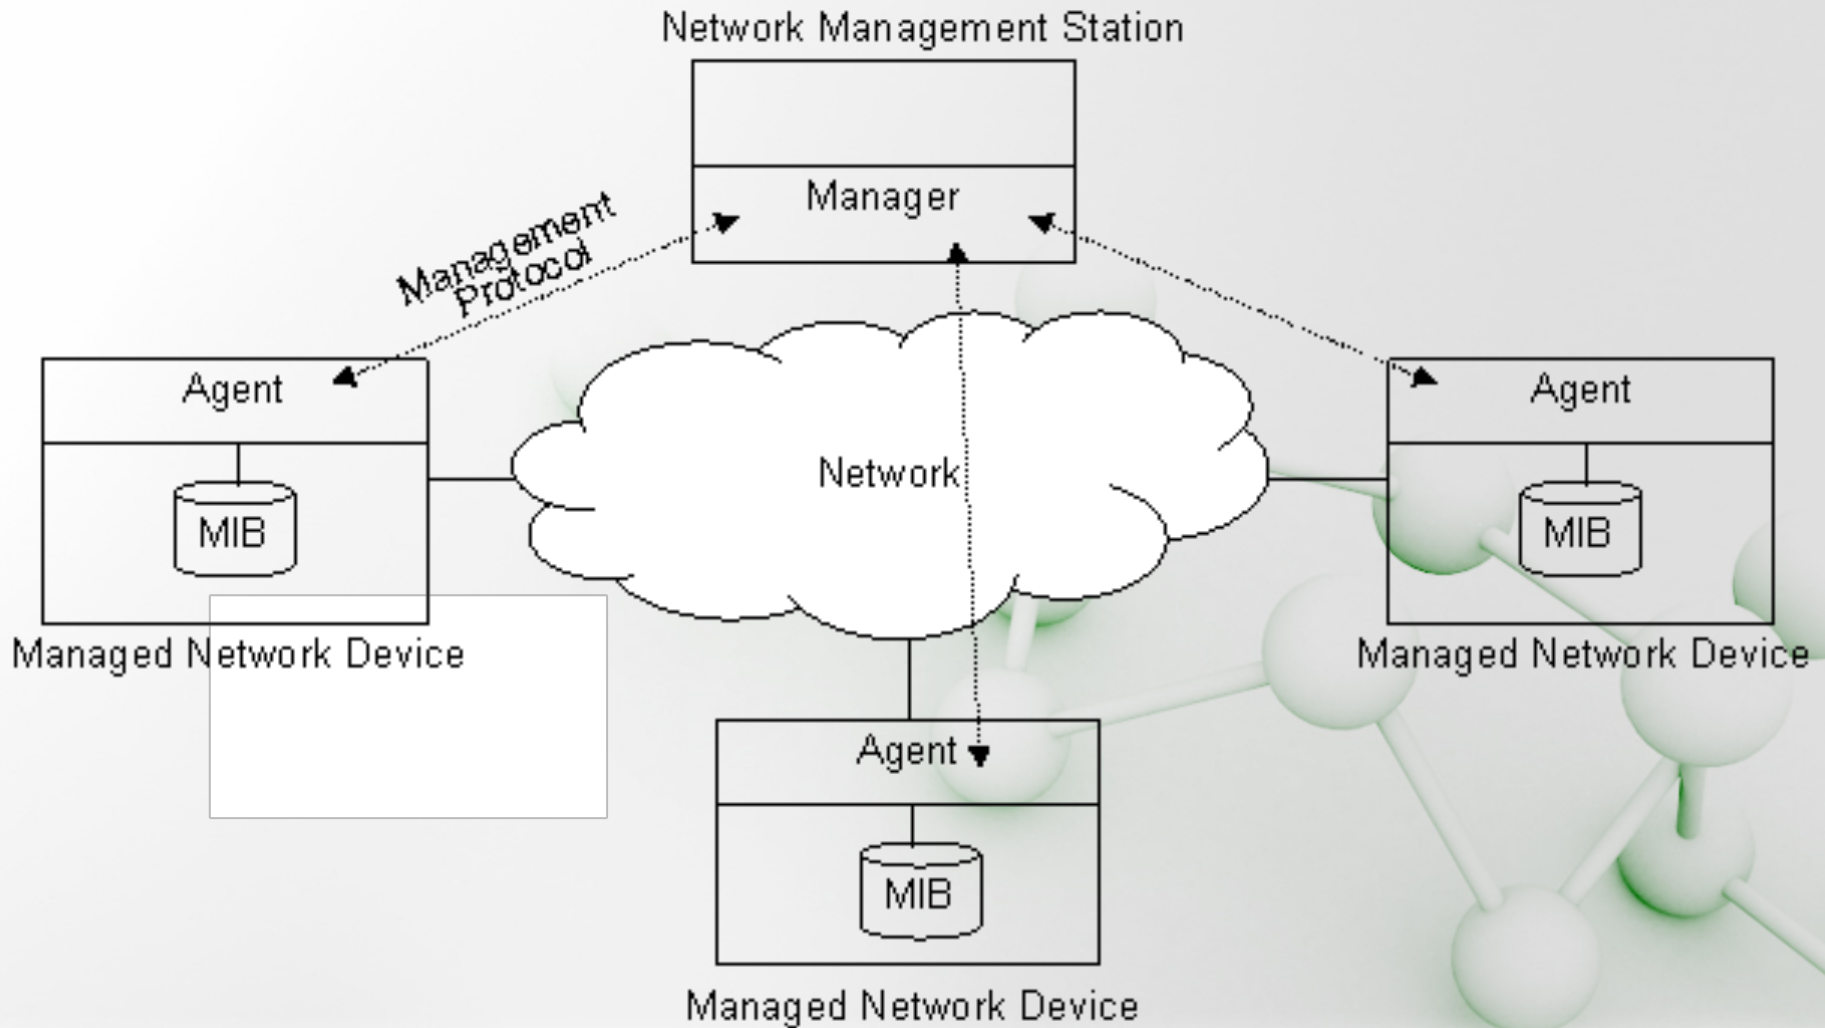 Network Management Station
Manager
Management
Protocol
Agent
Agent
Network
MIB
MIB
Managed Network Device
Managed Network Device
Agent
MIB
Managed Network Device